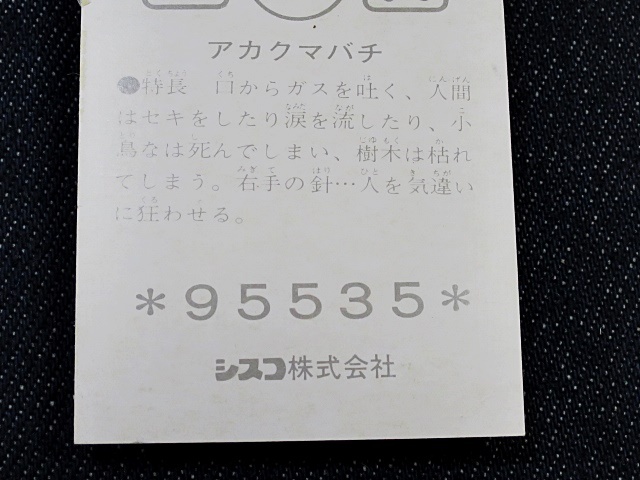 アカクマバチ
●特長　口からガスを吐く、人間
はセキをしたり涙を流したり、小
鳥なは死んでしまい、樹木は枯れ
てしまう。右手の針…人を気違い
に狂わせる。
*95535*
シスコ株式会社